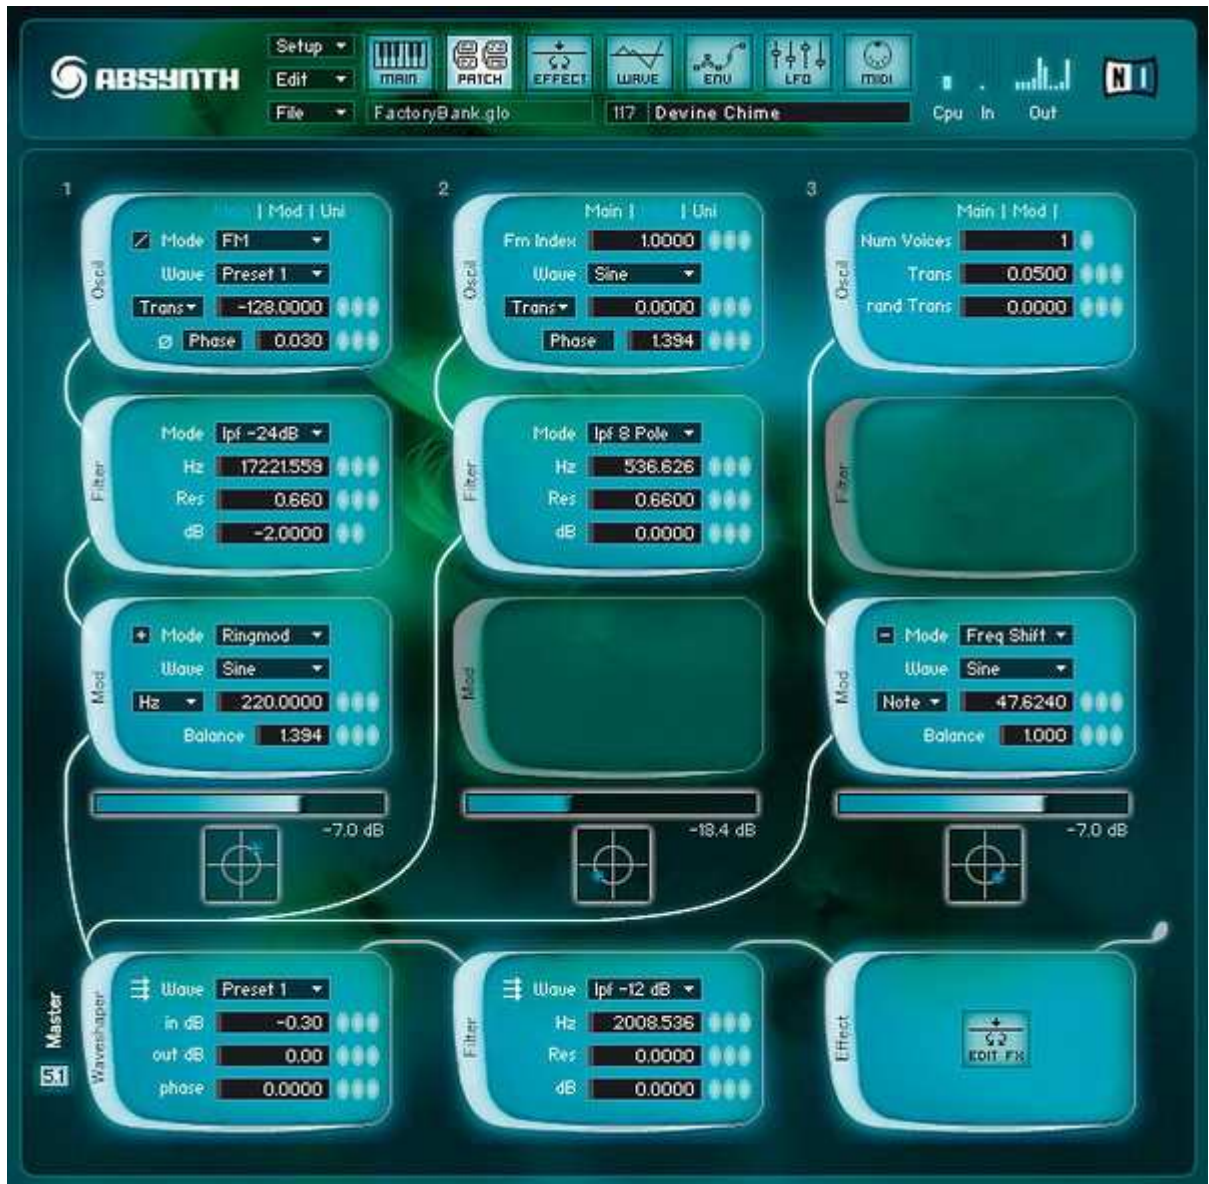 ABSYNTH
Setup
Edit
File
MAIN
PATCH
EFFECT
WAVE
ENV
LFO
MIDI
FactoryBank.glo
117 Devine Chime
Cpu In Out
NI
1
| Mod | Uni
Mode FM
Wave Preset 1
Trans -128.0000
Ø Phase 0.030
Oscil
2
Main | | Uni
Fm Index 1.0000
Wave Sine
Trans 0.0000
Phase 1.394
Oscil
3
Main | Mod |
Num Voices 1
Trans 0.0500
rand Trans 0.0000
Oscil
Mode lpf -24dB
Hz 17221.559
Res 0.660
dB -2.0000
Filter
Mode lpf 8 Pole
Hz 536.626
Res 0.6600
dB 0.0000
Filter
Filter
+ Mode Ringmod
Wave Sine
Hz 220.0000
Balance 1.394
Mod
Mod
- Mode Freq Shift
Wave Sine
Note 47.6240
Balance 1.000
Mod
-7.0 dB
-18.4 dB
-7.0 dB
Master
5.1
Waveshaper
Wave Preset 1
in dB -0.30
out dB 0.00
phase 0.0000
Filter
Wave lpf -12 dB
Hz 2008.536
Res 0.0000
dB 0.0000
Effect
EDIT FX